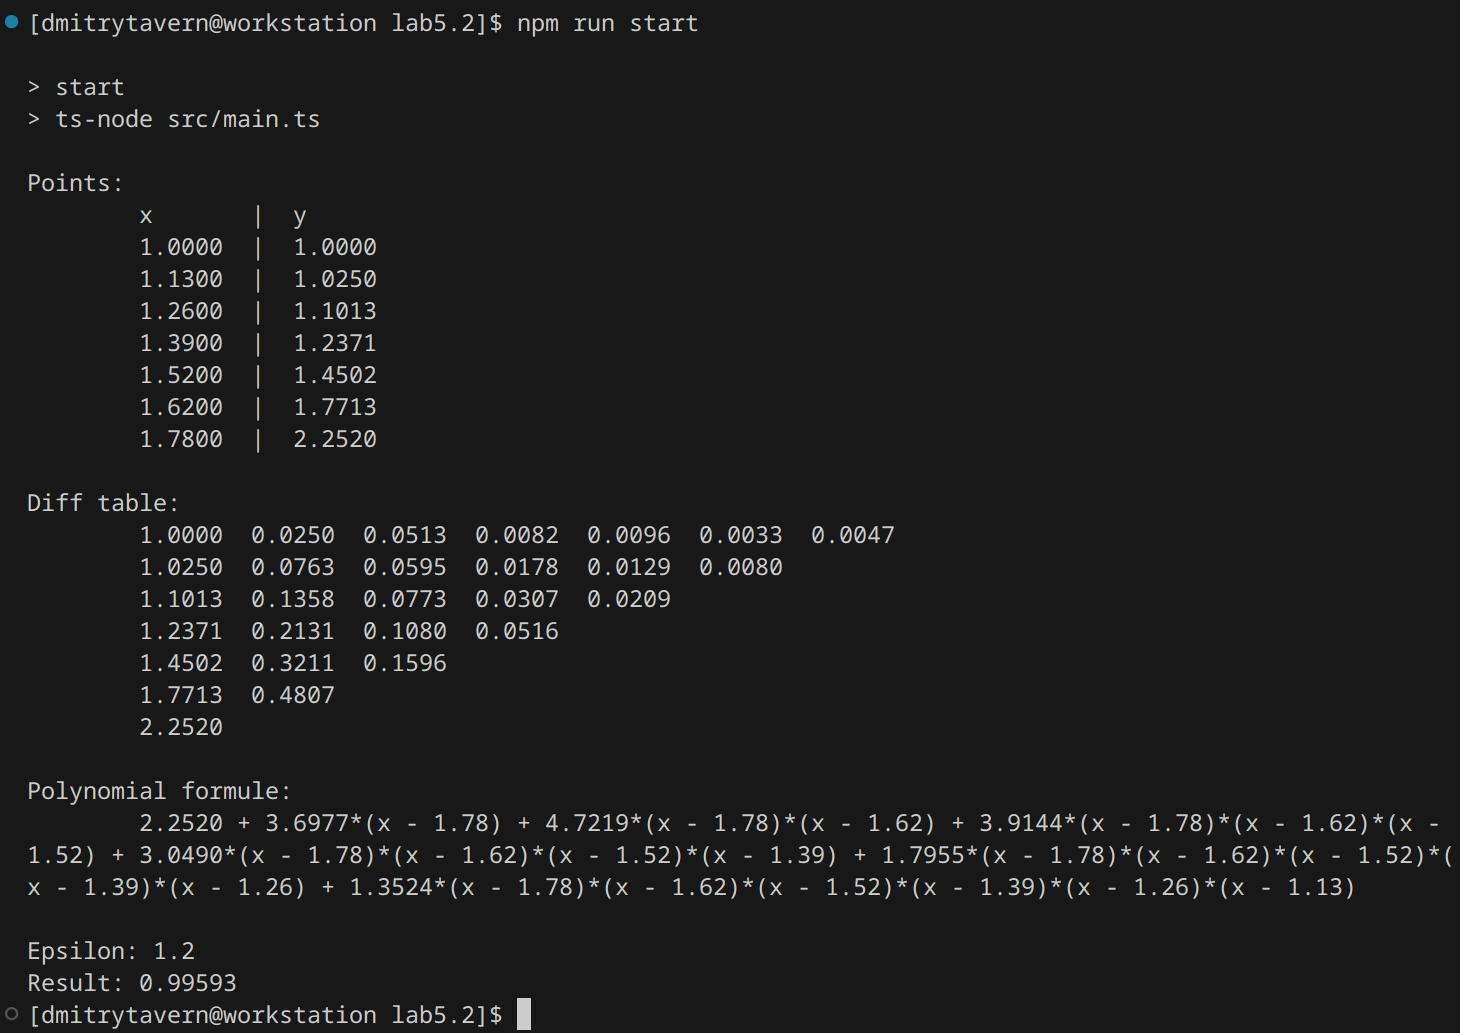 [dmitrytavern@workstation lab5.2]$ npm run start
> start
> ts-node src/main.ts
Points:
x | y
1.0000 | 1.0000
1.1300 | 1.0250
1.2600 | 1.1013
1.3900 | 1.2371
1.5200 | 1.4502
1.6200 | 1.7713
1.7800 | 2.2520
Diff table:
1.0000 0.0250 0.0513 0.0082 0.0096 0.0033 0.0047
1.0250 0.0763 0.0595 0.0178 0.0129 0.0080
1.1013 0.1358 0.0773 0.0307 0.0209
1.2371 0.2131 0.1080 0.0516
1.4502 0.3211 0.1596
1.7713 0.4807
2.2520
Polynomial formule:
2.2520 + 3.6977*(x - 1.78) + 4.7219*(x - 1.78)*(x - 1.62) + 3.9144*(x - 1.78)*(x - 1.62)*(x -
1.52) + 3.0490*(x - 1.78)*(x - 1.62)*(x - 1.52)*(x - 1.39) + 1.7955*(x - 1.78)*(x - 1.62)*(x - 1.52)*(
x - 1.39)*(x - 1.26) + 1.3524*(x - 1.78)*(x - 1.62)*(x - 1.52)*(x - 1.39)*(x - 1.26)*(x - 1.13)
Epsilon: 1.2
Result: 0.99593
[dmitrytavern@workstation lab5.2]$